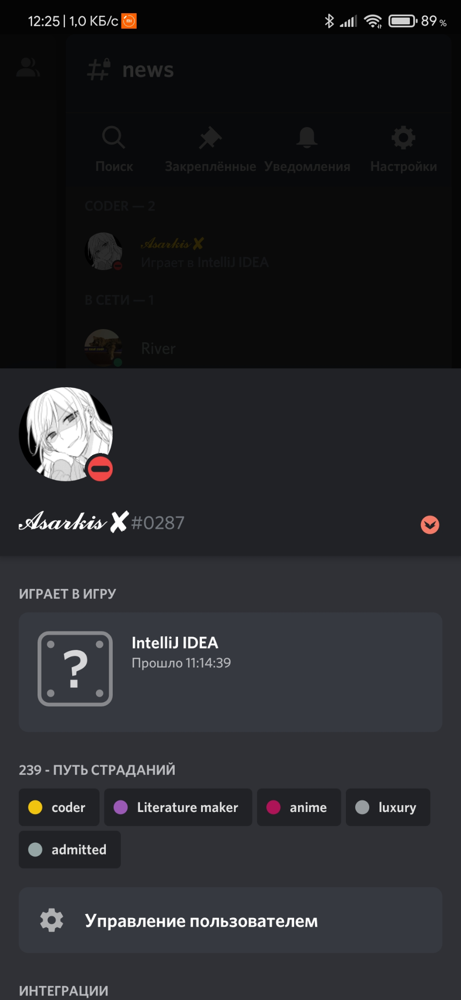 12:25 | 1,0 КБ/с
89 %
news
Поиск Закреплённые Уведомления Настройки
CODER — 2
Asarkis✘
Играет в IntelliJ IDEA
В СЕТИ — 1
River
Asarkis✘#0287
ИГРАЕТ В ИГРУ
?
IntelliJ IDEA
Прошло 11:14:39
239 - ПУТЬ СТРАДАНИЙ
coder Literature maker anime luxury
admitted
Управление пользователем
ИНТЕГРАЦИИ